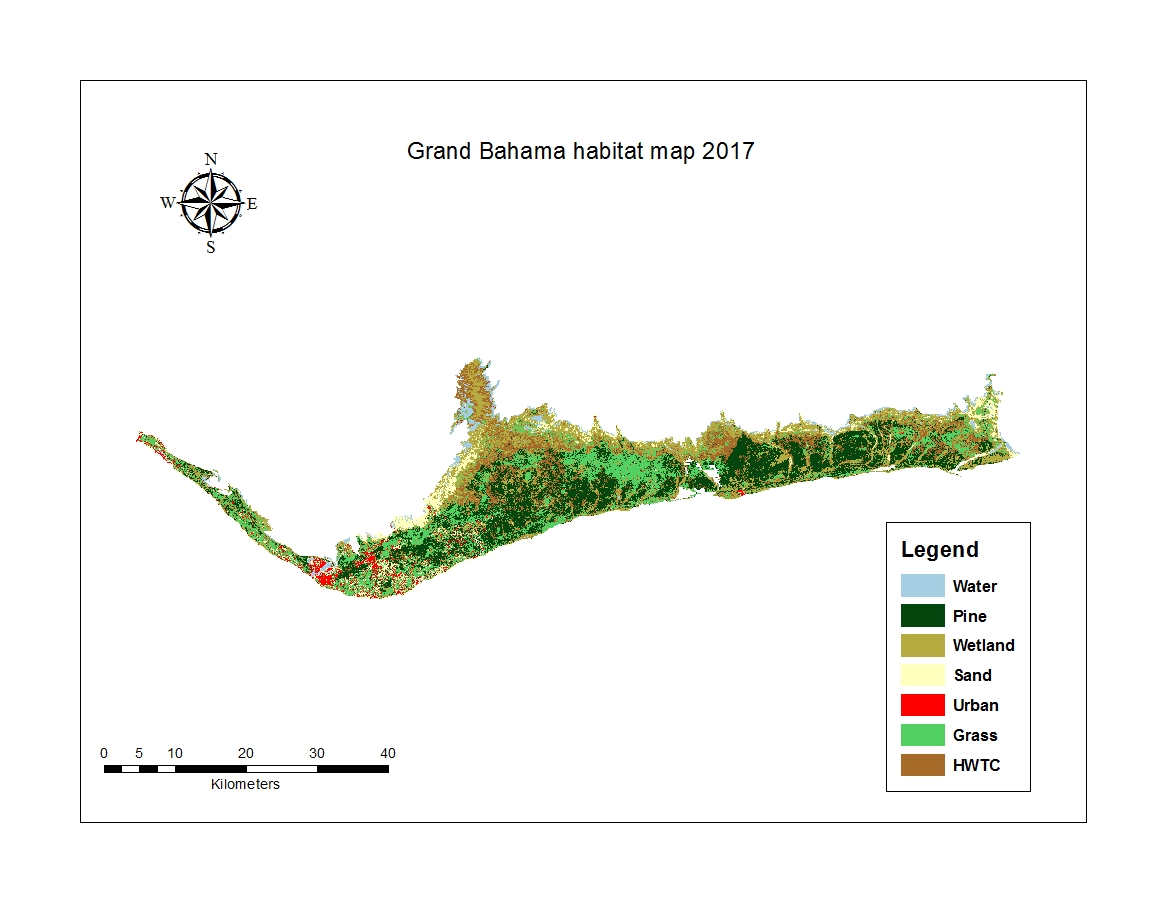 Grand Bahama habitat map 2017
N
W E
S
Legend
Water
Pine
Wetland
Sand
Urban
Grass
HWTC
0 5 10 20 30 40
Kilometers